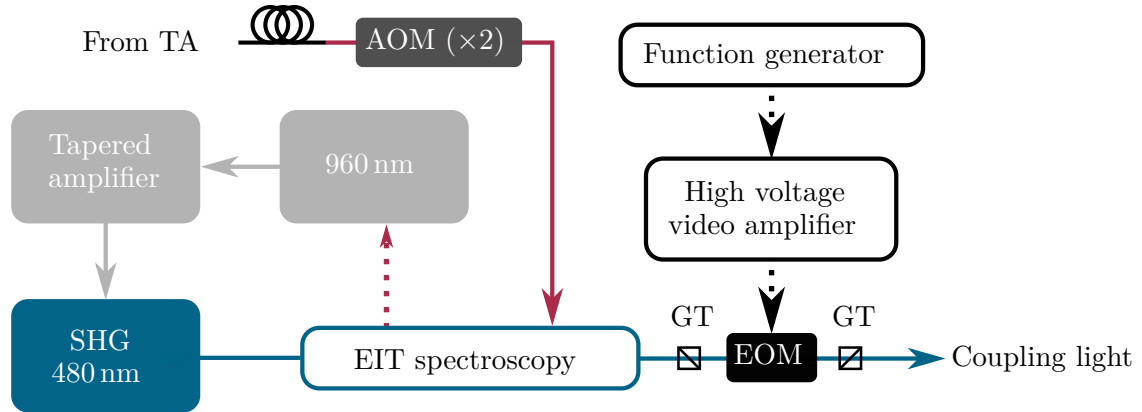 From TA
AOM (×2)
Function generator
Tapered
amplifier
960 nm
High voltage
video amplifier
SHG
480 nm
EIT spectroscopy
GT
EOM
GT
Coupling light